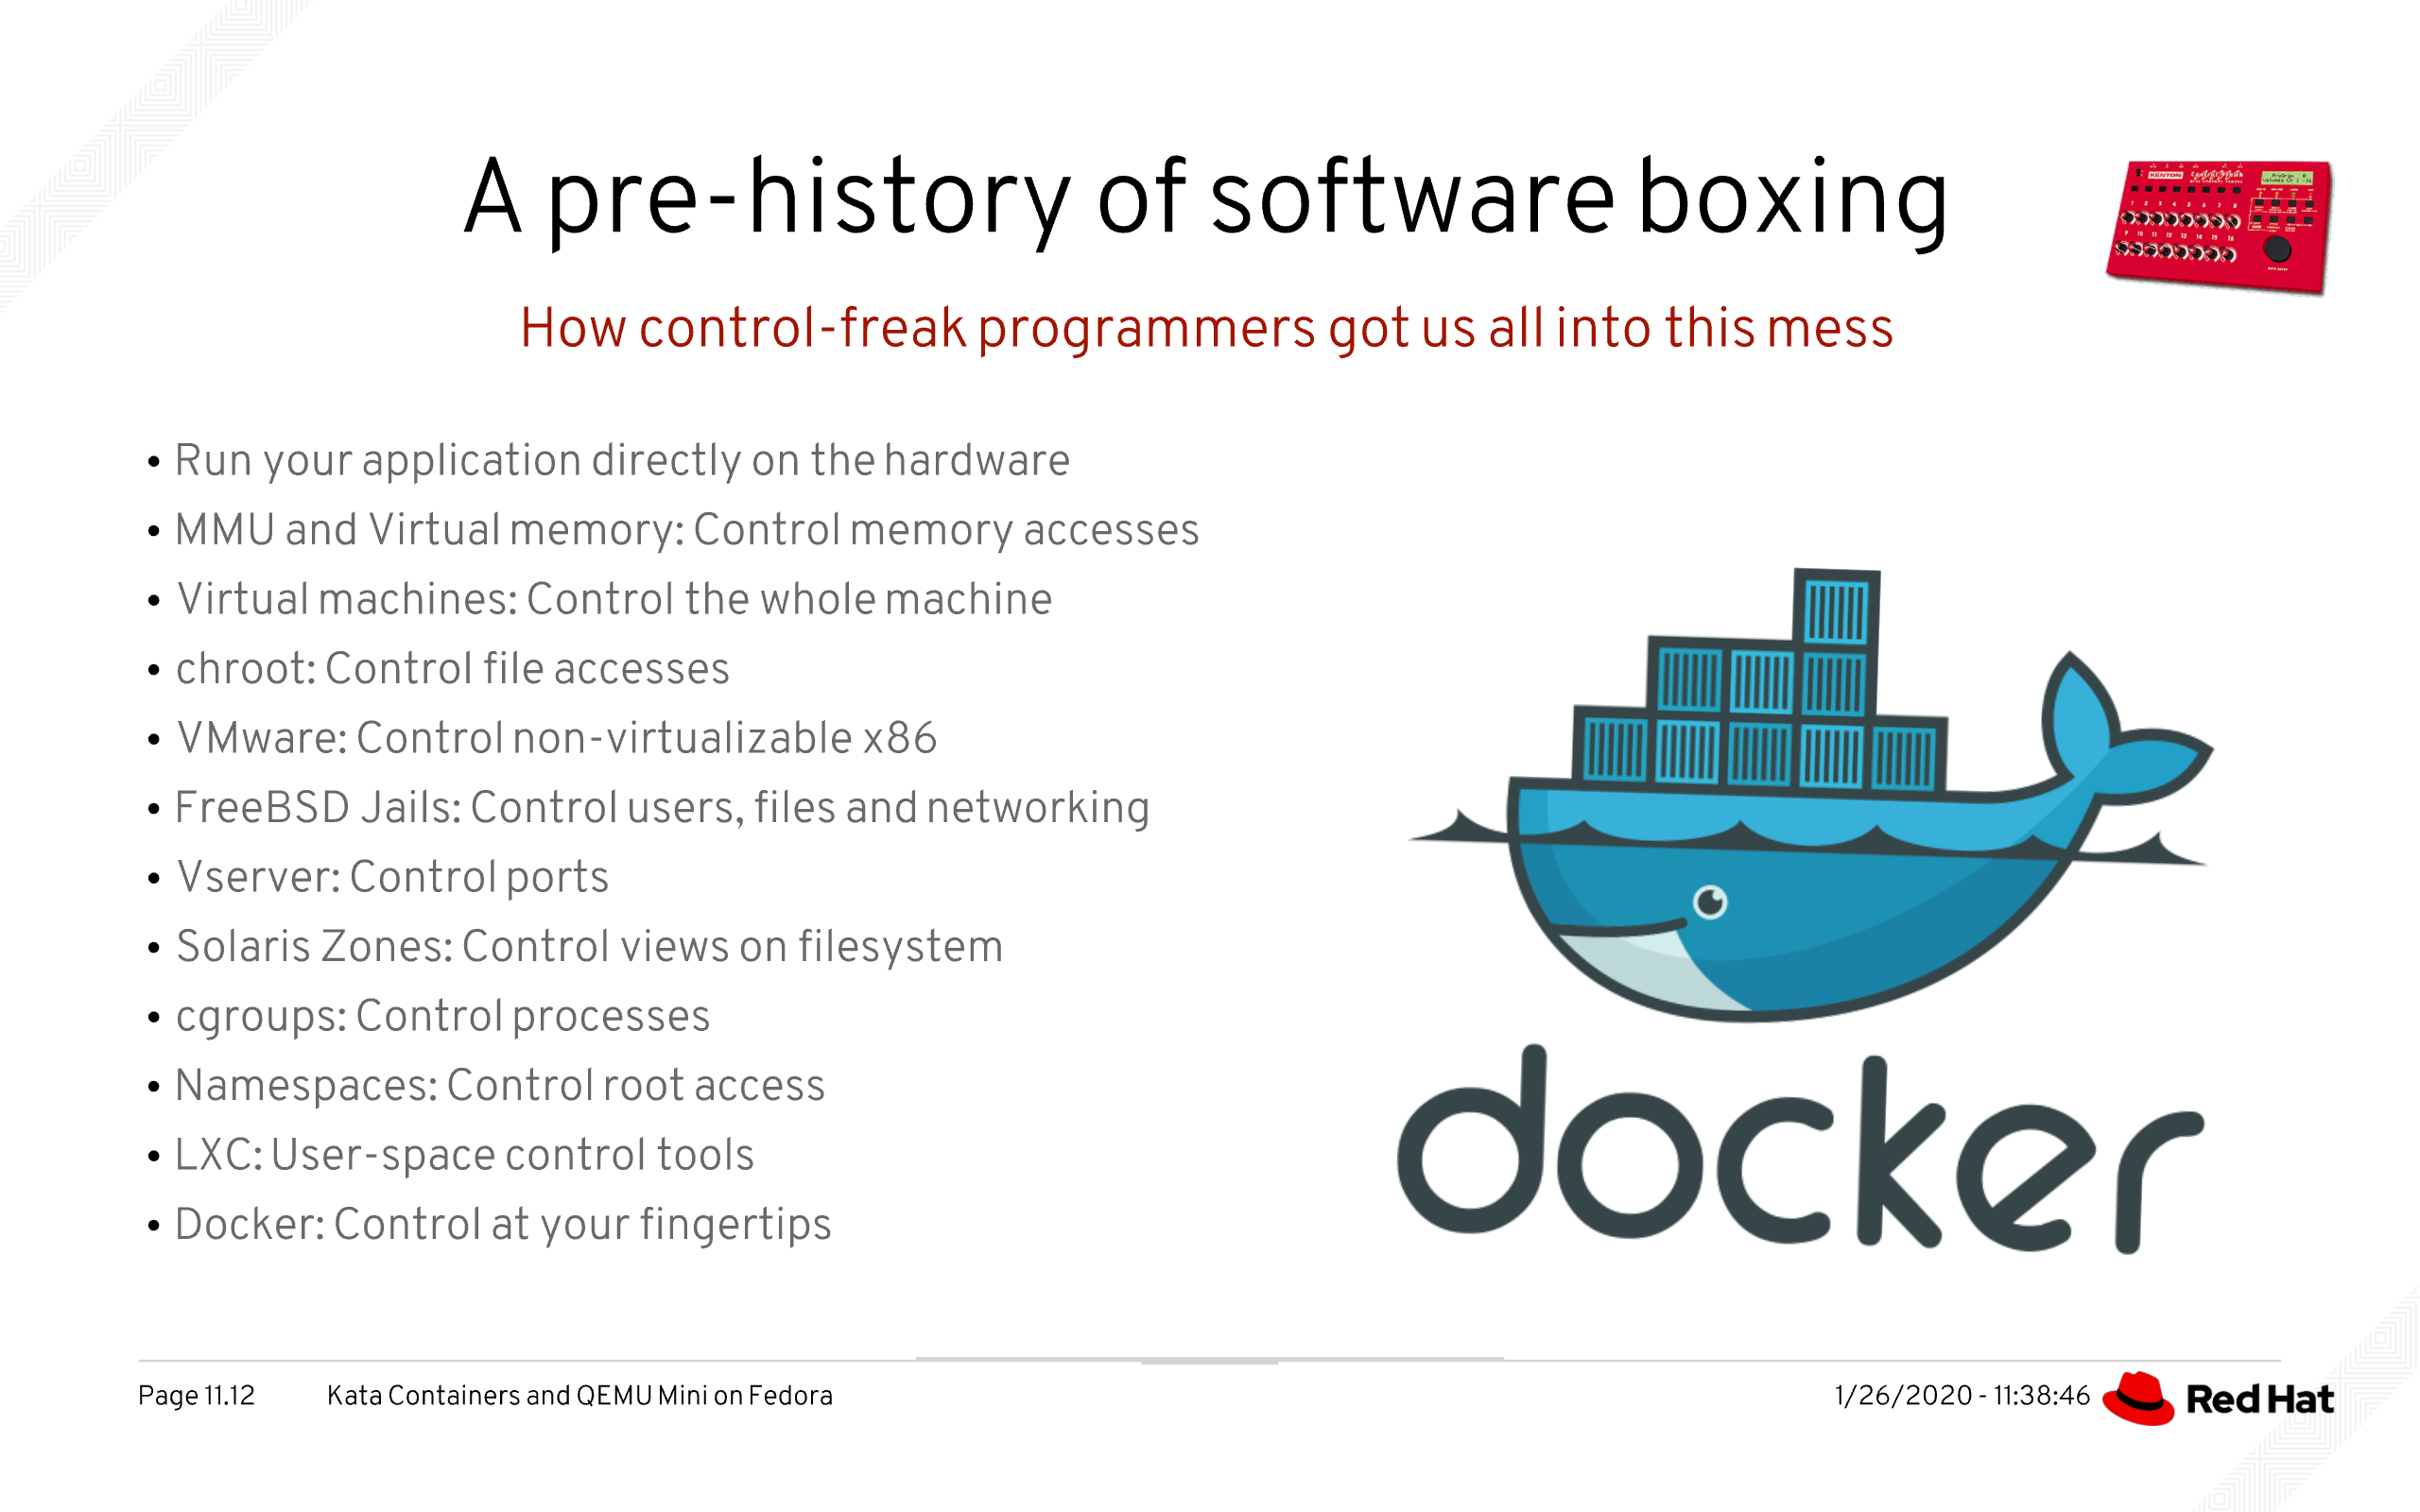 A pre-history of software boxing
KENTON
How control-freak programmers got us all into this mess
• Run your application directly on the hardware
• MMU and Virtual memory: Control memory accesses
• Virtual machines: Control the whole machine
• chroot: Control file accesses
• VMware: Control non-virtualizable x86
• FreeBSD Jails: Control users, files and networking
• Vserver: Control ports
• Solaris Zones: Control views on filesystem
• cgroups: Control processes
• Namespaces: Control root access
• LXC: User-space control tools
• Docker: Control at your fingertips
docker
Page 11.12 Kata Containers and QEMU Mini on Fedora 1/26/2020 - 11:38:46 Red Hat